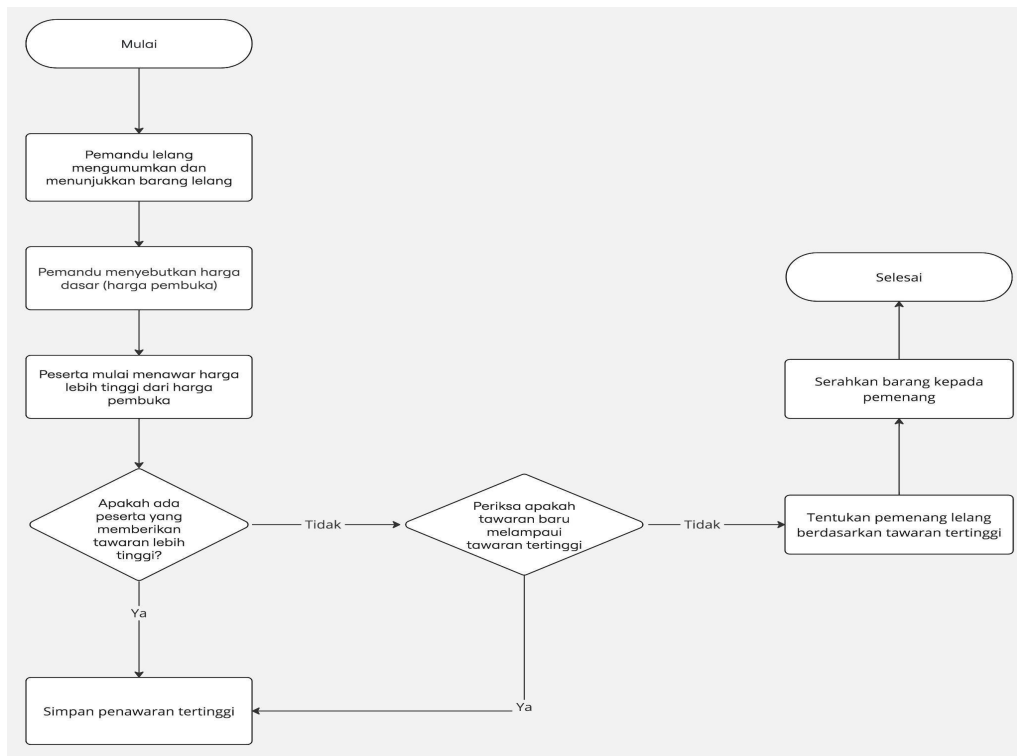 Mulai
Pemandu lelang
mengumumkan dan
menunjukkan barang lelang
Pemandu menyebutkan harga
dasar (harga pembuka)
Peserta mulai menawar harga
lebih tinggi dari harga
pembuka
Apakah ada
peserta yang
memberikan
tawaran lebih
tinggi?
Tidak
Periksa apakah
tawaran baru
melampaui
tawaran tertinggi
Tidak
Tentukan pemenang lelang
berdasarkan tawaran tertinggi
Serahkan barang kepada
pemenang
Selesai
Ya
Simpan penawaran tertinggi
Ya